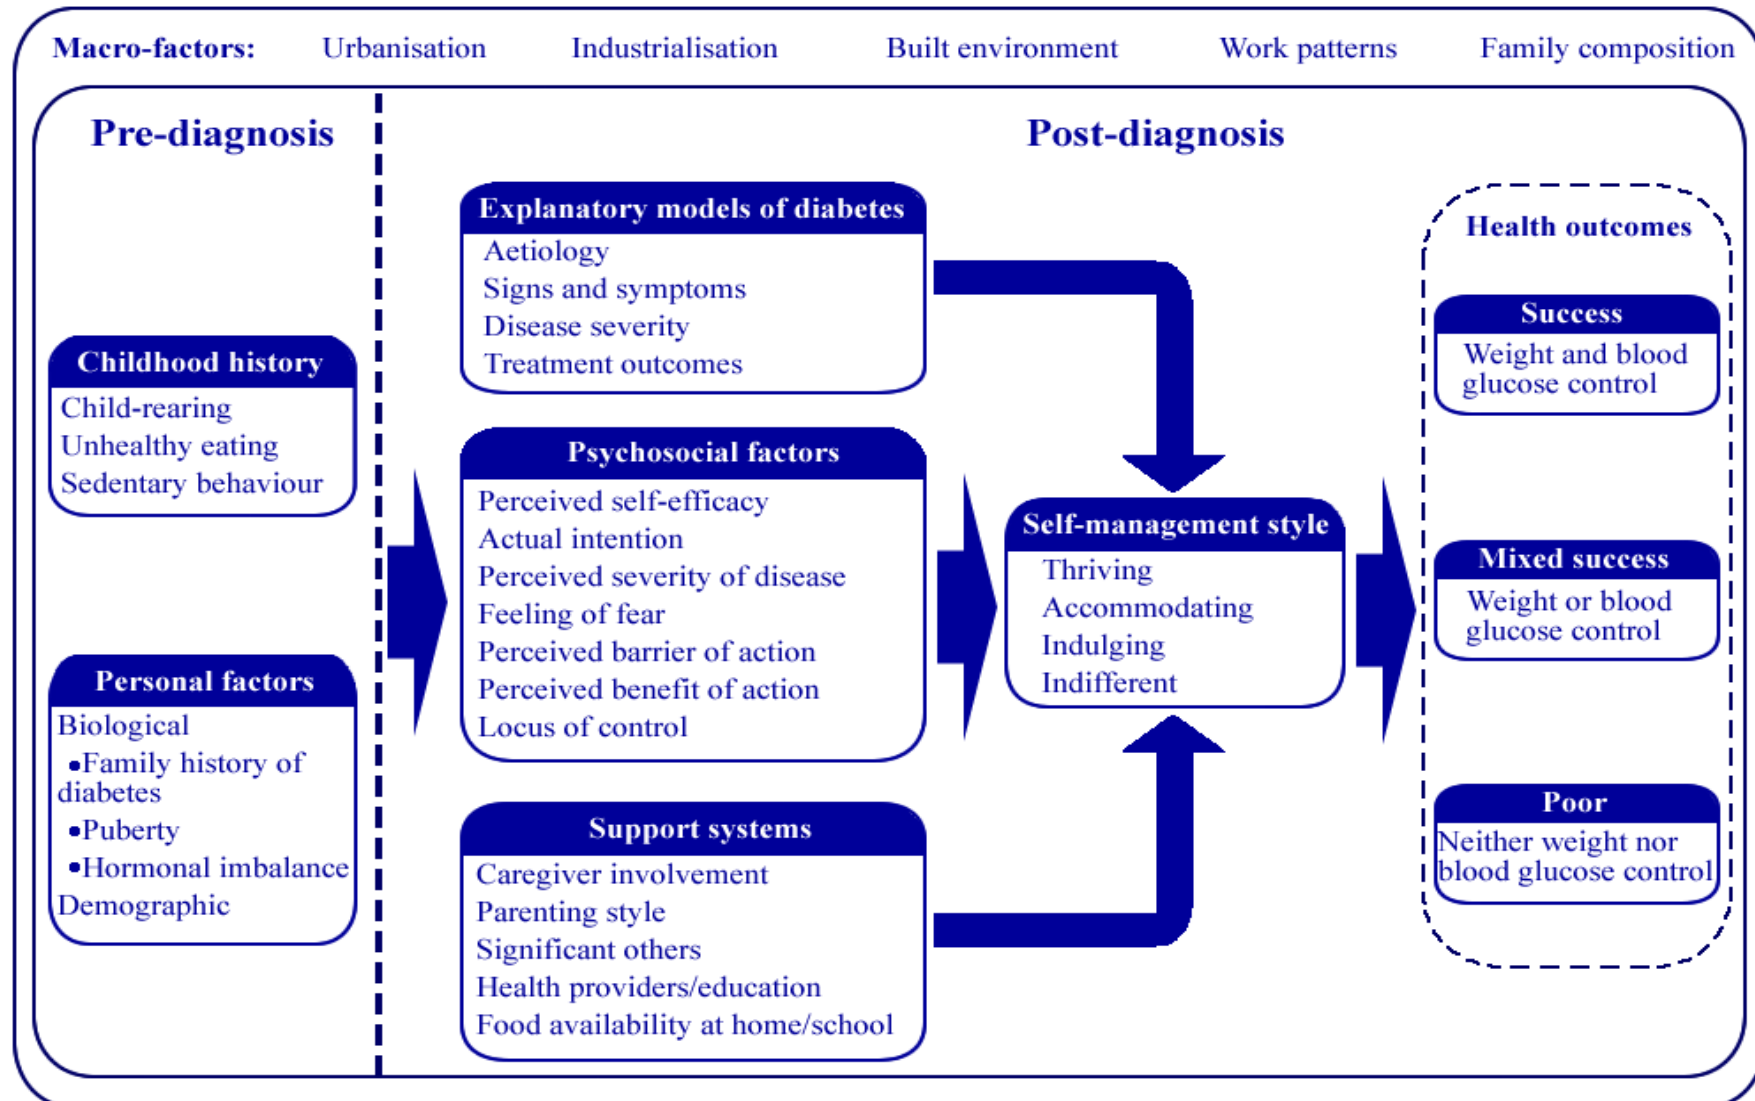 Macro-factors: Urbanisation Industrialisation Built environment Work patterns Family composition
Pre-diagnosis
Childhood history
Child-rearing
Unhealthy eating
Sedentary behaviour
Personal factors
Biological
•Family history of
diabetes
•Puberty
•Hormonal imbalance
Demographic
Post-diagnosis
Explanatory models of diabetes
Aetiology
Signs and symptoms
Disease severity
Treatment outcomes
Psychosocial factors
Perceived self-efficacy
Actual intention
Perceived severity of disease
Feeling of fear
Perceived barrier of action
Perceived benefit of action
Locus of control
Support systems
Caregiver involvement
Parenting style
Significant others
Health providers/education
Food availability at home/school
Self-management style
Thriving
Accommodating
Indulging
Indifferent
Health outcomes
Success
Weight and blood
glucose control
Mixed success
Weight or blood
glucose control
Poor
Neither weight nor
blood glucose control